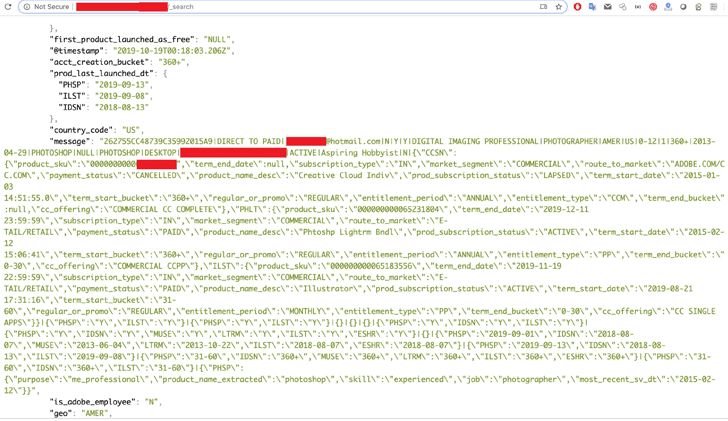 Not Secure /_search
},
"first_product_launched_as_free": "NULL",
"@timestamp": "2019-10-19T00:18:03.206Z",
"acct_creation_bucket": "360+",
"prod_last_launched_dt": {
"PHSP": "2019-09-13",
"ILST": "2019-09-08",
"IDSN": "2018-08-13"
},
"country_code": "US",
"message": "262755CC48739C35992015A9|DIRECT TO PAID| @hotmail.com|N|Y|Y|DIGITAL IMAGING PROFESSIONAL|PHOTOGRAPHER|AMER|US|0-12|1|360+|2013-
04-29|PHOTOSHOP|NULL|PHOTOSHOP|DESKTOP| ACTIVE|Aspiring Hobbyist|N|{\"CCSN\":
{\"product_sku\":\"00000000000 \",\"term_end_date\":null,\"subscription_type\":\"IN\",\"market_segment\":\"COMMERCIAL\",\"route_to_market\":\"ADOBE.COM/C
C.COM\",\"payment_status\":\"CANCELLED\",\"product_name_desc\":\"Creative Cloud Indiv\",\"prod_subscription_status\":\"LAPSED\",\"term_start_date\":\"2015-01-
03
14:51:55.0\",\"term_start_bucket\":\"360+\",\"regular_or_promo\":\"REGULAR\",\"entitlement_period\":\"ANNUAL\",\"entitlement_type\":\"CCM\",\"term_end_bucket\"
:null,\"cc_offering\":\"COMMERCIAL CC COMPLETE\"},\"PHLT\":{\"product_sku\":\"000000000065231804\",\"term_end_date\":\"2019-12-11
23:59:59\",\"subscription_type\":\"IN\",\"market_segment\":\"COMMERCIAL\",\"route_to_market\":\"E-
TAIL/RETAIL\",\"payment_status\":\"PAID\",\"product_name_desc\":\"Phtoshp Lightrm Bndl\",\"prod_subscription_status\":\"ACTIVE\",\"term_start_date\":\"2015-02-
12
15:06:41\",\"term_start_bucket\":\"360+\",\"regular_or_promo\":\"REGULAR\",\"entitlement_period\":\"ANNUAL\",\"entitlement_type\":\"PP\",\"term_end_bucket\":\"
0-30\",\"cc_offering\":\"COMMERCIAL CCPP\"},\"ILST\":{\"product_sku\":\"000000000065183556\",\"term_end_date\":\"2019-11-19
22:59:59\",\"subscription_type\":\"IN\",\"market_segment\":\"COMMERCIAL\",\"route_to_market\":\"E-
TAIL/RETAIL\",\"payment_status\":\"PAID\",\"product_name_desc\":\"Illustrator\",\"prod_subscription_status\":\"ACTIVE\",\"term_start_date\":\"2019-08-21
17:31:16\",\"term_start_bucket\":\"31-
60\",\"regular_or_promo\":\"REGULAR\",\"entitlement_period\":\"MONTHLY\",\"entitlement_type\":\"PP\",\"term_end_bucket\":\"0-30\",\"cc_offering\":\"CC SINGLE
APPS\"}}|{\"PHSP\":\"Y\",\"ILST\":\"Y\"}|{\"PHSP\":\"Y\",\"ILST\":\"Y\"}|{}|{}|{}|{\"PHSP\":\"Y\",\"IDSN\":\"Y\",\"ILST\":\"Y\"}|
{\"PHSP\":\"Y\",\"IDSN\":\"Y\",\"MUSE\":\"Y\",\"LTRM\":\"Y\",\"ILST\":\"Y\",\"ESHR\":\"Y\"}|{}|{\"PHSP\":\"2019-09-01\",\"IDSN\":\"2018-08-
07\",\"MUSE\":\"2013-06-04\",\"LTRM\":\"2013-10-22\",\"ILST\":\"2018-08-07\",\"ESHR\":\"2018-08-07\"}|{\"PHSP\":\"2019-09-13\",\"IDSN\":\"2018-08-
13\",\"ILST\":\"2019-09-08\"}|{\"PHSP\":\"31-60\",\"IDSN\":\"360+\",\"MUSE\":\"360+\",\"LTRM\":\"360+\",\"ILST\":\"360+\",\"ESHR\":\"360+\"}|{\"PHSP\":\"31-
60\",\"IDSN\":\"360+\",\"ILST\":\"31-60\"}|{\"PHSP\":
{\"purpose\":\"me_professional\",\"product_name_extracted\":\"photoshop\",\"skill\":\"experienced\",\"job\":\"photographer\",\"most_recent_sv_dt\":\"2015-02-
12\"}}",
"is_adobe_employee": "N",
"geo": "AMER",